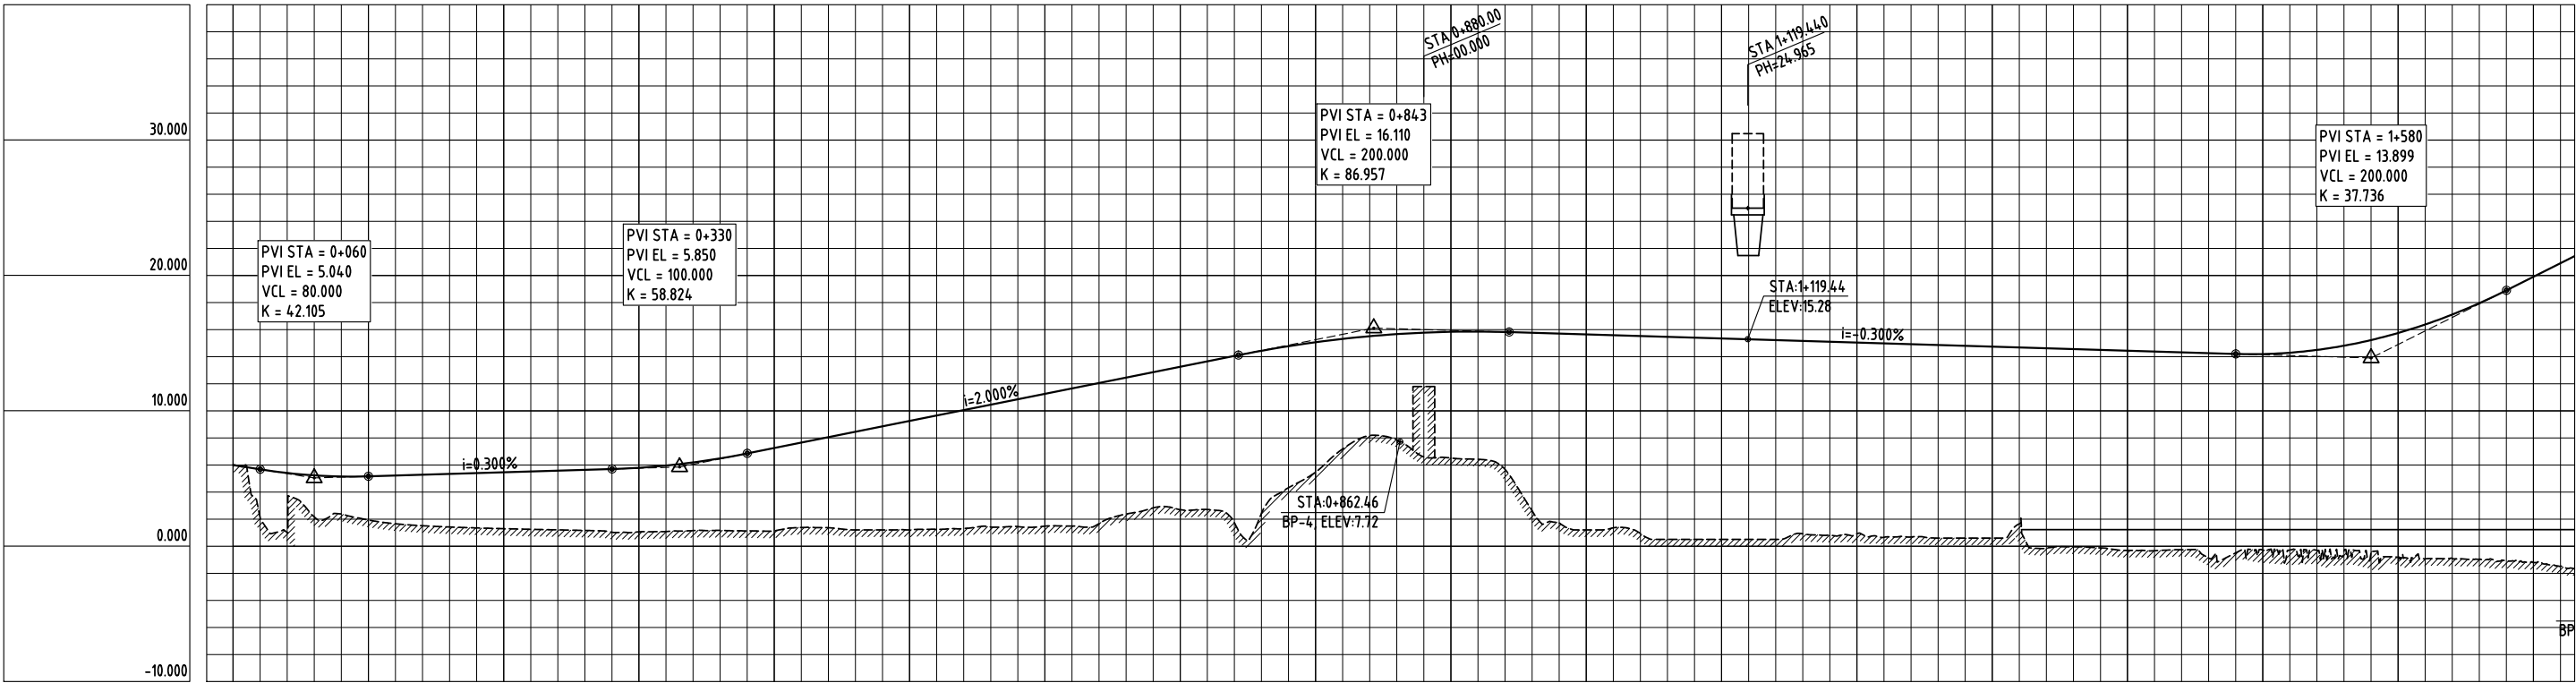 30.000
20.000
10.000
0.000
-10.000
PVI STA = 0+060
PVI EL = 5.040
VCL = 80.000
K = 42.105
PVI STA = 0+330
PVI EL = 5.850
VCL = 100.000
K = 58.824
PVI STA = 0+843
PVI EL = 16.110
VCL = 200.000
K = 86.957
STA 0+880.00
PH=00.000
STA 1+119.440
PH=24.965
PVI STA = 1+580
PVI EL = 13.899
VCL = 200.000
K = 37.736
STA:1+119.44
ELEV:15.28
i=-0.300%
i=2.000%
i=0.300%
STA:0+862.46
BP-4, ELEV:7.72
BP